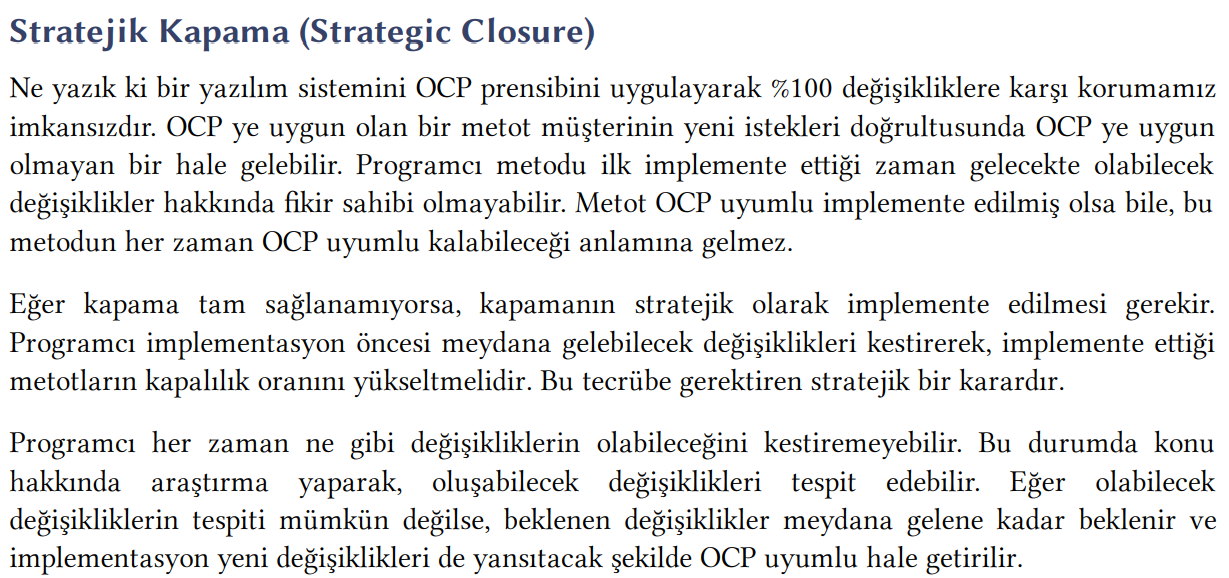 Stratejik Kapama (Strategic Closure)
Ne yazık ki bir yazılım sistemini OCP prensibini uygulayarak %100 değişikliklere karşı korumamız
imkansızdır. OCP ye uygun olan bir metot müşterinin yeni istekleri doğrultusunda OCP ye uygun
olmayan bir hale gelebilir. Programcı metodu ilk implemente ettiği zaman gelecekte olabilecek
değişiklikler hakkında fikir sahibi olmayabilir. Metot OCP uyumlu implemente edilmiş olsa bile, bu
metodun her zaman OCP uyumlu kalabileceği anlamına gelmez.
Eğer kapama tam sağlanamıyorsa, kapamanın stratejik olarak implemente edilmesi gerekir.
Programcı implementasyon öncesi meydana gelebilecek değişiklikleri kestirerek, implemente ettiği
metotların kapalılık oranını yükseltmelidir. Bu tecrübe gerektiren stratejik bir karardır.
Programcı her zaman ne gibi değişikliklerin olabileceğini kestiremeyebilir. Bu durumda konu
hakkında araştırma yaparak, oluşabilecek değişiklikleri tespit edebilir. Eğer olabilecek
değişikliklerin tespiti mümkün değilse, beklenen değişiklikler meydana gelene kadar beklenir ve
implementasyon yeni değişiklikleri de yansıtacak şekilde OCP uyumlu hale getirilir.